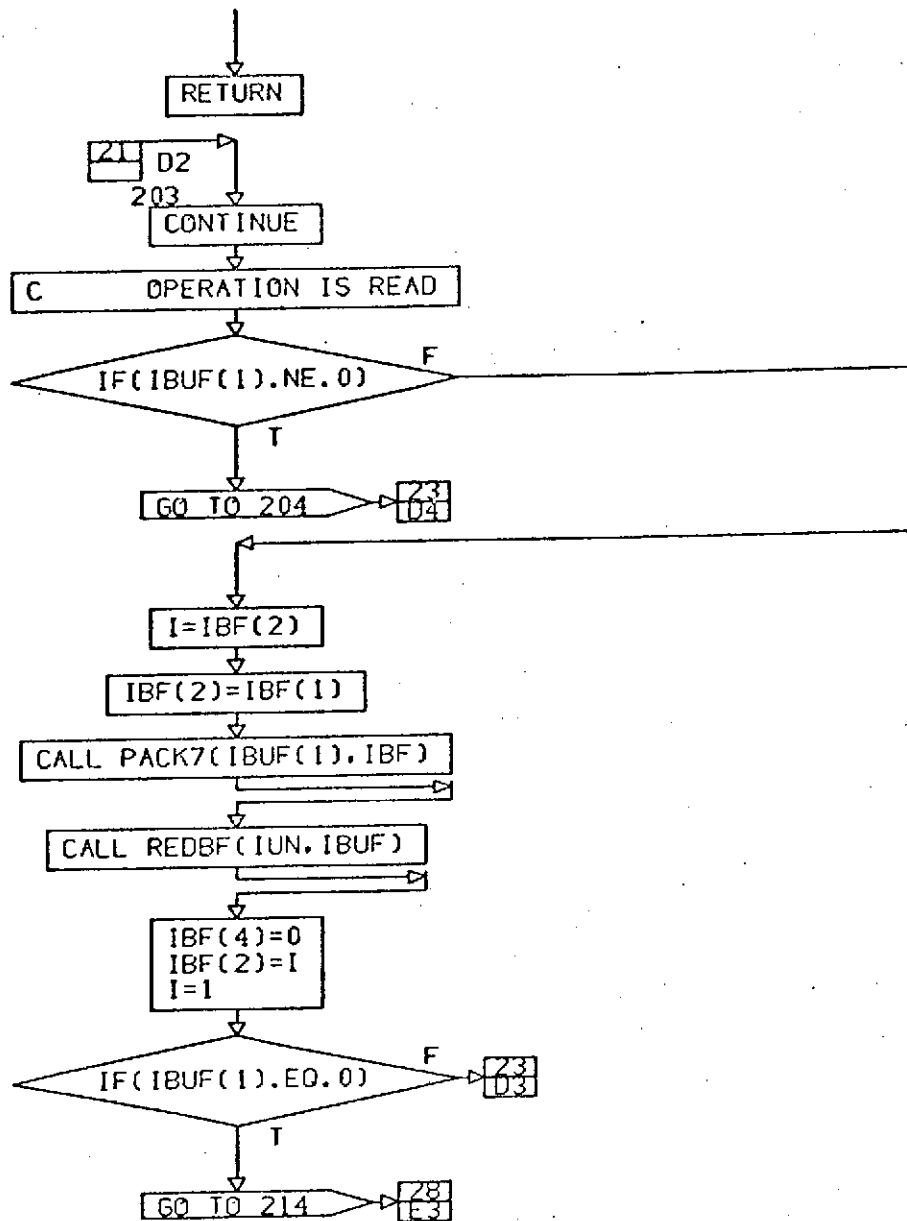 RETURN
21
D2
203
CONTINUE
C OPERATION IS READ
IF(IBUF(1).NE.0)
F
T
GO TO 204
23
D4
I=IBF(2)
IBF(2)=IBF(1)
CALL PACK7(IBUF(1),IBF)
CALL REDBF(IUN,IBUF)
IBF(4)=0
IBF(2)=I
I=1
IF(IBUF(1).EQ.0)
F
23
D3
T
GO TO 214
28
E3